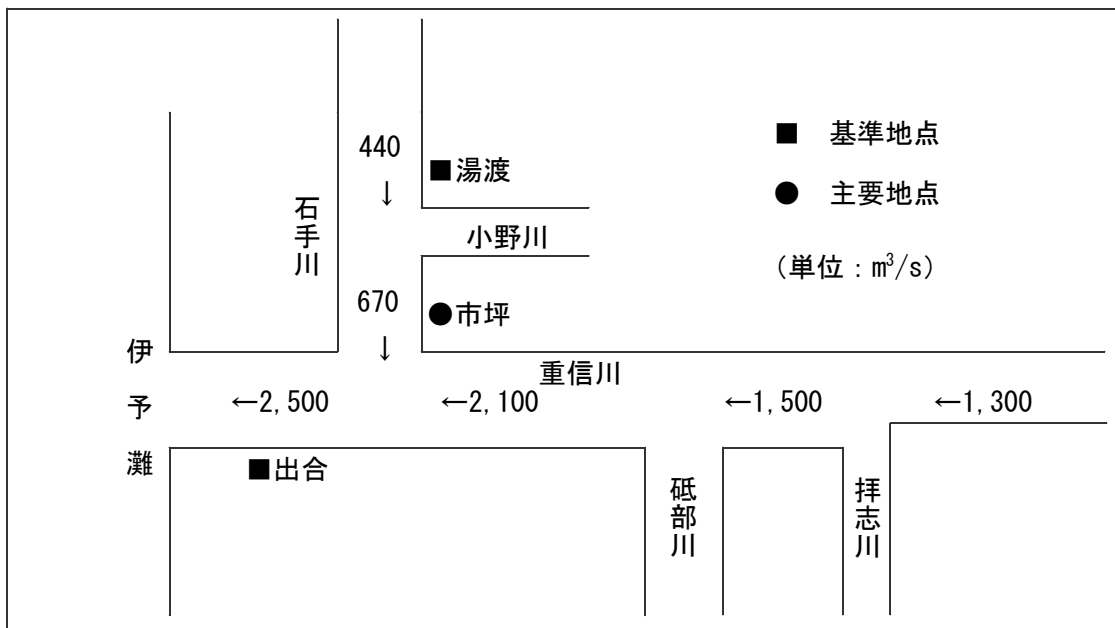 440
↓
■湯渡
石手川
小野川
670
↓
●市坪
■ 基準地点
● 主要地点
(単位:m³/s)
伊予灘
重信川
←2,500
←2,100
←1,500
←1,300
■出合
砥部川
拝志川